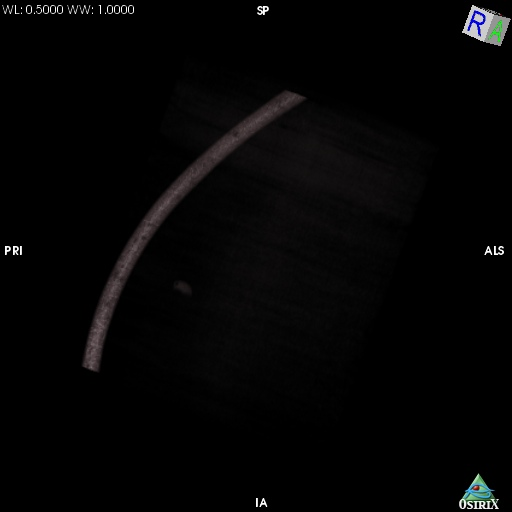 WL: 0.5000 WW: 1.0000
SP
R A
PRI
ALS
IA
OSIRIX